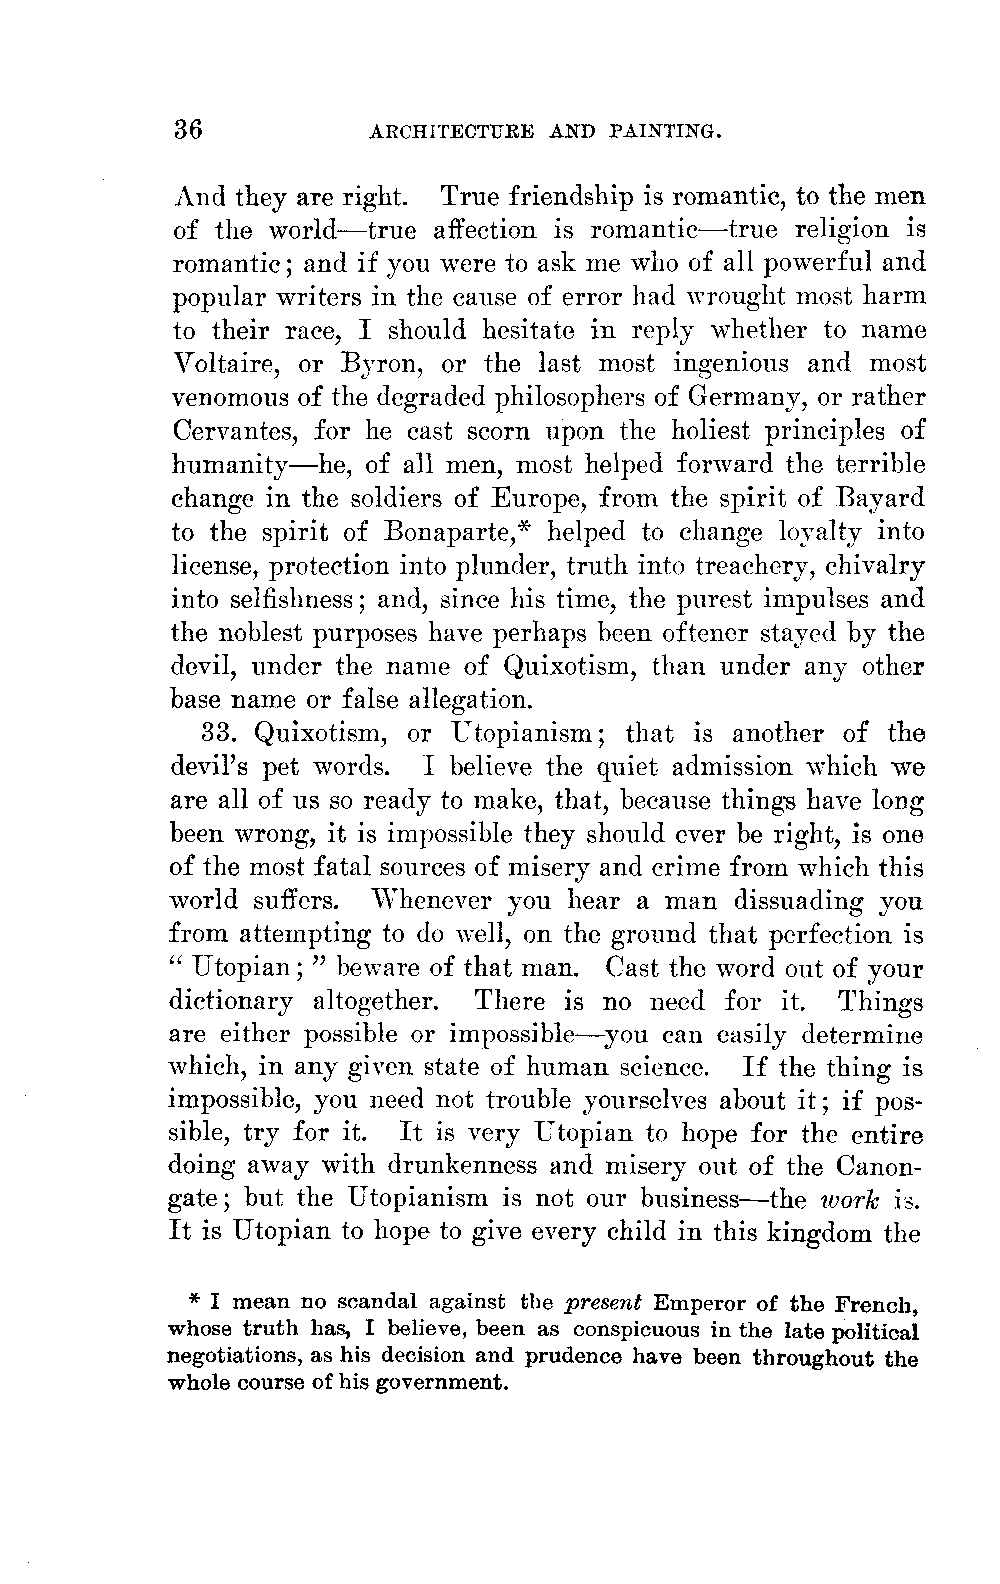 36 ARCHITECTURE AND PAINTING.
And they are right. True friendship is romantic, to the men
of the world—true affection is romantic—true religion is
romantic; and if you were to ask me who of all powerful and
popular writers in the cause of error had wrought most harm
to their race, I should hesitate in reply whether to name
Voltaire, or Byron, or the last most ingenious and most
venomous of the degraded philosophers of Germany, or rather
Cervantes, for he cast scorn upon the holiest principles of
humanity—he, of all men, most helped forward the terrible
change in the soldiers of Europe, from the spirit of Bayard
to the spirit of Bonaparte,* helped to change loyalty into
license, protection into plunder, truth into treachery, chivalry
into selfishness; and, since his time, the purest impulses and
the noblest purposes have perhaps been oftener stayed by the
devil, under the name of Quixotism, than under any other
base name or false allegation.
33. Quixotism, or Utopianism; that is another of the
devil's pet words. I believe the quiet admission which we
are all of us so ready to make, that, because things have long
been wrong, it is impossible they should ever be right, is one
of the most fatal sources of misery and crime from which this
world suffers. Whenever you hear a man dissuading you
from attempting to do well, on the ground that perfection is
“ Utopian ; ” beware of that man. Cast the word out of your
dictionary altogether. There is no need for it. Things
are either possible or impossible—you can easily determine
which, in any given state of human science. If the thing is
impossible, you need not trouble yourselves about it; if pos-
sible, try for it. It is very Utopian to hope for the entire
doing away with drunkenness and misery out of the Canon-
gate; but the Utopianism is not our business—the work is.
It is Utopian to hope to give every child in this kingdom the
* I mean no scandal against the present Emperor of the French,
whose truth has, I believe, been as conspicuous in the late political
negotiations, as his decision and prudence have been throughout the
whole course of his government.